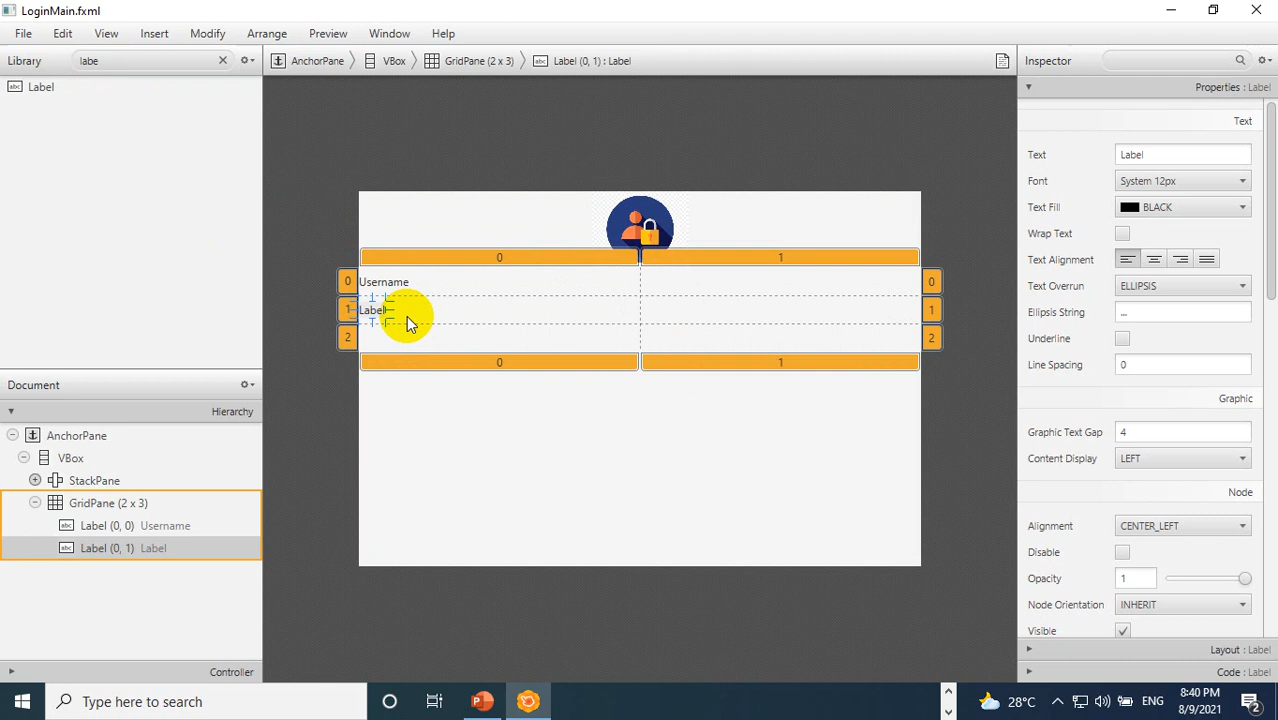 LoginMain.fxml
File Edit View Insert Modify Arrange Preview Window Help
Library labe
AnchorPane VBox GridPane (2 x 3) Label (0, 1) : Label
Inspector
abc Label
Properties : Label
Text
Text Label
Font System 12px
Text Fill BLACK
Wrap Text
Text Alignment
Text Overrun ELLIPSIS
Ellipsis String ...
Underline
Line Spacing 0
Graphic
Graphic Text Gap 4
Content Display LEFT
Node
Alignment CENTER_LEFT
Disable
Opacity 1
Node Orientation INHERIT
Visible
Layout : Label
Code : Label
0 1
0 Username 0
1 Label 1
2 2
0 1
Document
Hierarchy
AnchorPane
VBox
StackPane
GridPane (2 x 3)
abc Label (0, 0) Username
abc Label (0, 1) Label
Controller
Type here to search
28°C ENG 8:40 PM
8/9/2021 2